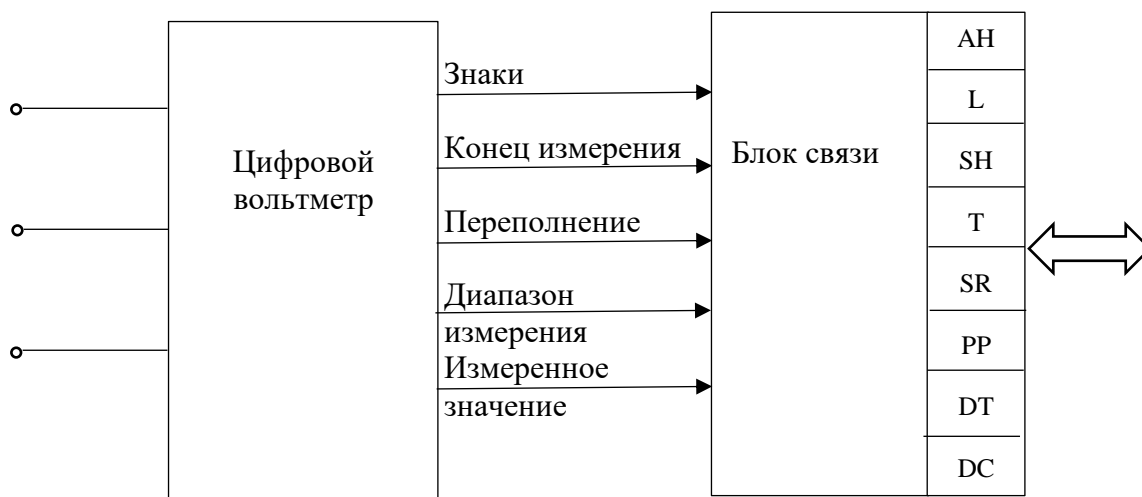 Цифровой
вольтметр
Знаки
Конец измерения
Переполнение
Диапазон
измерения
Измеренное
значение
Блок связи
AH
L
SH
T
SR
PP
DT
DC